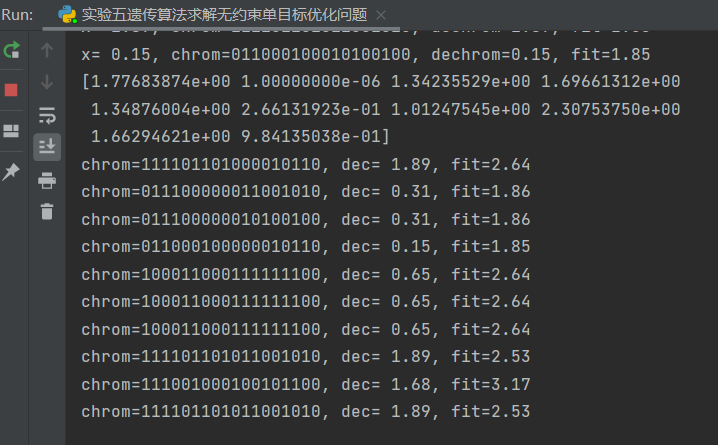 Run: 实验五遗传算法求解无约束单目标优化问题
x= 0.15, chrom=011000100010100100, dechrom=0.15, fit=1.85
[1.77683874e+00 1.00000000e-06 1.34235529e+00 1.69661312e+00
1.34876004e+00 2.66131923e-01 1.01247545e+00 2.30753750e+00
1.66294621e+00 9.84135038e-01]
chrom=111101101000010110, dec= 1.89, fit=2.64
chrom=011100000011001010, dec= 0.31, fit=1.86
chrom=011100000010100100, dec= 0.31, fit=1.86
chrom=011000100000010110, dec= 0.15, fit=1.85
chrom=100011000111111100, dec= 0.65, fit=2.64
chrom=100011000111111100, dec= 0.65, fit=2.64
chrom=100011000111111100, dec= 0.65, fit=2.64
chrom=111101101011001010, dec= 1.89, fit=2.53
chrom=111001000100101100, dec= 1.68, fit=3.17
chrom=111101101011001010, dec= 1.89, fit=2.53